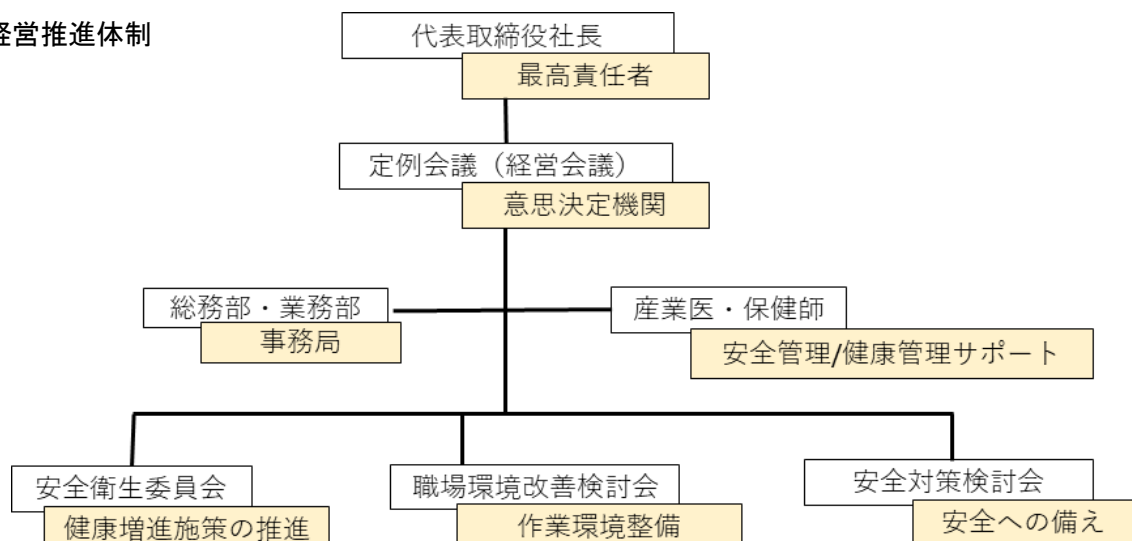 経営推進体制
代表取締役社長
最高責任者
定例会議（経営会議）
意思決定機関
総務部・業務部
事務局
産業医・保健師
安全管理/健康管理サポート
安全衛生委員会
健康増進施策の推進
職場環境改善検討会
作業環境整備
安全対策検討会
安全への備え